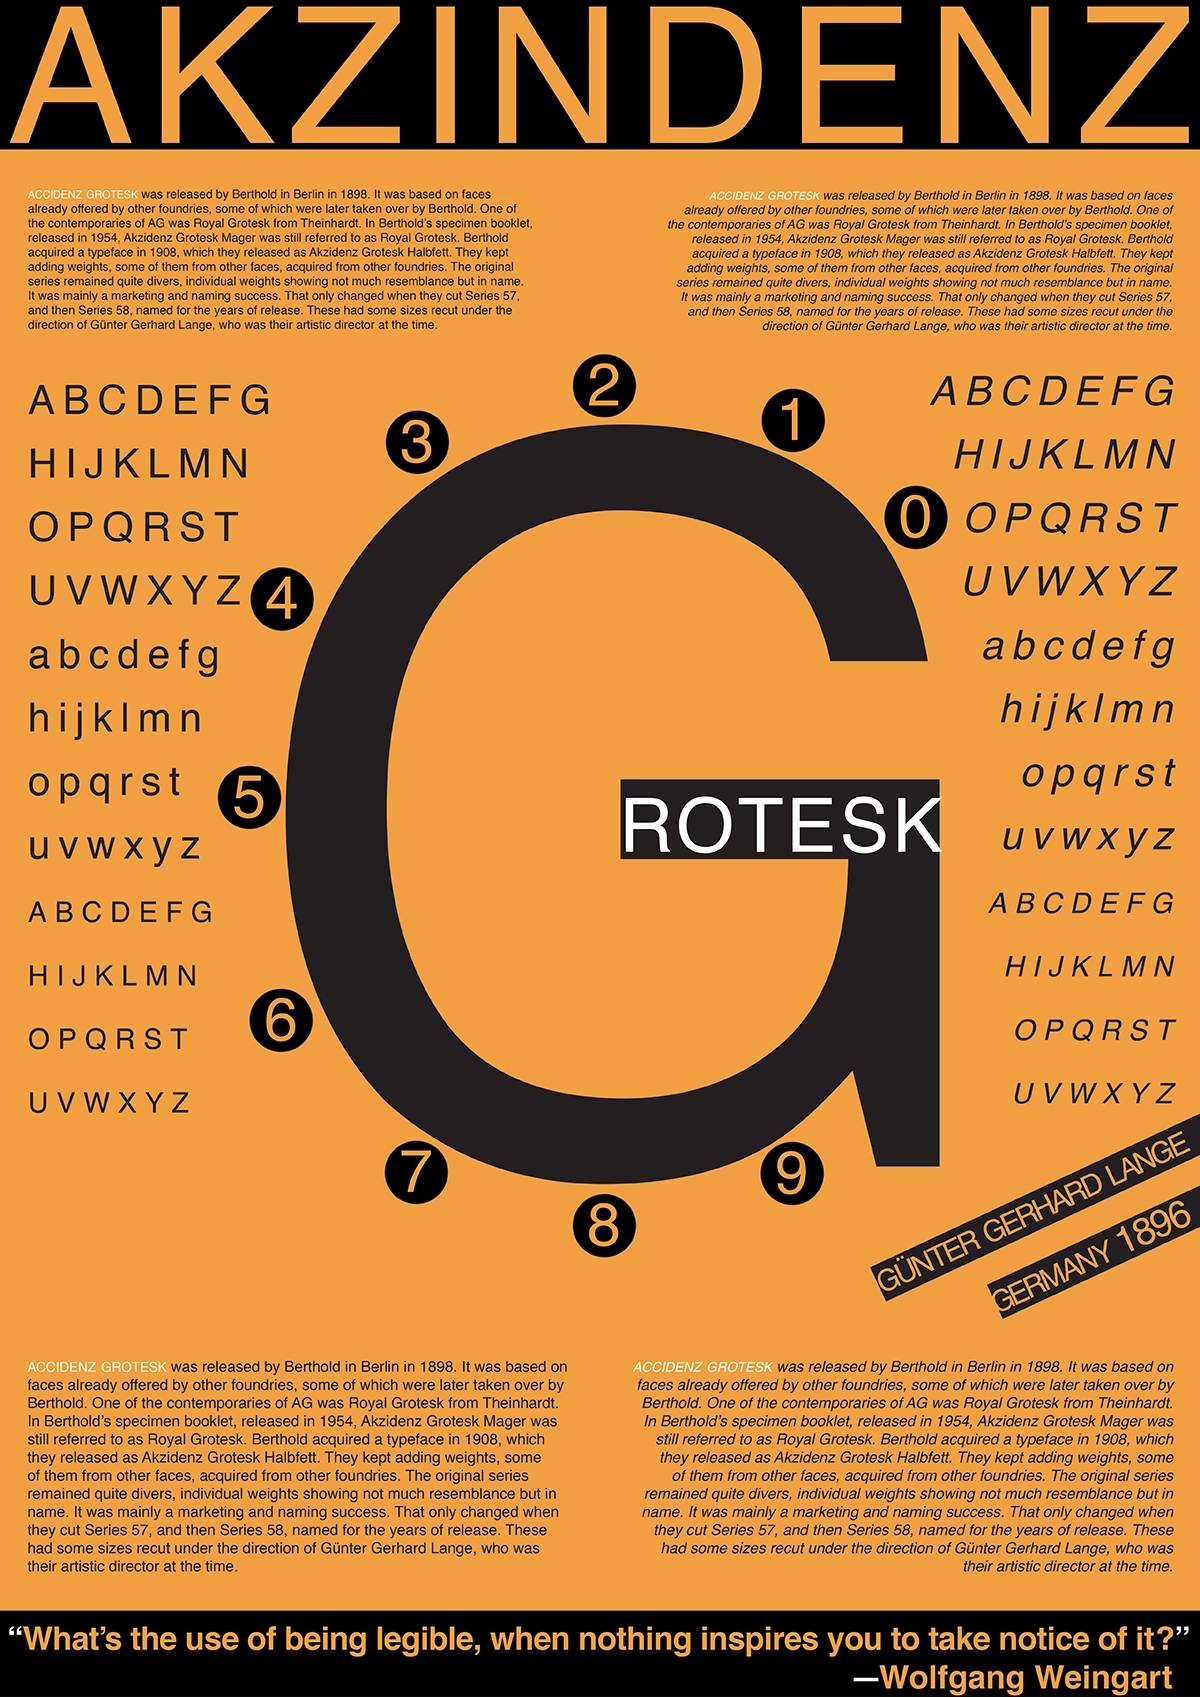 AKZINDENZ
ACCIDENZ GROTESK was released by Berthold in Berlin in 1898. It was based on faces
already offered by other foundries, some of which were later taken over by Berthold. One of
the contemporaries of AG was Royal Grotesk from Theinhardt. In Berthold's specimen booklet,
released in 1954, Akzidenz Grotesk Mager was still referred to as Royal Grotesk. Berthold
acquired a typeface in 1908, which they released as Akzidenz Grotesk Halbfett. They kept
adding weights, some of them from other faces, acquired from other foundries. The original
series remained quite divers, individual weights showing not much resemblance but in name.
It was mainly a marketing and naming success. That only changed when they cut Series 57,
and then Series 58, named for the years of release. These had some sizes recut under the
direction of Günter Gerhard Lange, who was their artistic director at the time.
ACCIDENZ GROTESK was released by Berthold in Berlin in 1898. It was based on faces
already offered by other foundries, some of which were later taken over by Berthold. One of
the contemporaries of AG was Royal Grotesk from Theinhardt. In Berthold's specimen booklet,
released in 1954, Akzidenz Grotesk Mager was still referred to as Royal Grotesk. Berthold
acquired a typeface in 1908, which they released as Akzidenz Grotesk Halbfett. They kept
adding weights, some of them from other faces, acquired from other foundries. The original
series remained quite divers, individual weights showing not much resemblance but in name.
It was mainly a marketing and naming success. That only changed when they cut Series 57,
and then Series 58, named for the years of release. These had some sizes recut under the
direction of Günter Gerhard Lange, who was their artistic director at the time.
ABCDEFG
HIJKLMN
OPQRST
UVWXYZ
abcdefg
hijklmn
opqrst
uvwxyz
ABCDEFG
HIJKLMN
OPQRST
UVWXYZ
0
1
2
3
4
5
6
7
8
9
GROTESK
ABCDEFG
HIJKLMN
OPQRST
UVWXYZ
abcdefg
hijklmn
opqrst
uvwxyz
ABCDEFG
HIJKLMN
OPQRST
UVWXYZ
GÜNTER GERHARD LANGE
GERMANY 1896
ACCIDENZ GROTESK was released by Berthold in Berlin in 1898. It was based on
faces already offered by other foundries, some of which were later taken over by
Berthold. One of the contemporaries of AG was Royal Grotesk from Theinhardt.
In Berthold's specimen booklet, released in 1954, Akzidenz Grotesk Mager was
still referred to as Royal Grotesk. Berthold acquired a typeface in 1908, which
they released as Akzidenz Grotesk Halbfett. They kept adding weights, some
of them from other faces, acquired from other foundries. The original series
remained quite divers, individual weights showing not much resemblance but in
name. It was mainly a marketing and naming success. That only changed when
they cut Series 57, and then Series 58, named for the years of release. These
had some sizes recut under the direction of Günter Gerhard Lange, who was
their artistic director at the time.
ACCIDENZ GROTESK was released by Berthold in Berlin in 1898. It was based on
faces already offered by other foundries, some of which were later taken over by
Berthold. One of the contemporaries of AG was Royal Grotesk from Theinhardt.
In Berthold's specimen booklet, released in 1954, Akzidenz Grotesk Mager was
still referred to as Royal Grotesk. Berthold acquired a typeface in 1908, which
they released as Akzidenz Grotesk Halbfett. They kept adding weights, some
of them from other faces, acquired from other foundries. The original series
remained quite divers, individual weights showing not much resemblance but in
name. It was mainly a marketing and naming success. That only changed when
they cut Series 57, and then Series 58, named for the years of release. These
had some sizes recut under the direction of Günter Gerhard Lange, who was
their artistic director at the time.
“What’s the use of being legible, when nothing inspires you to take notice of it?”
—Wolfgang Weingart